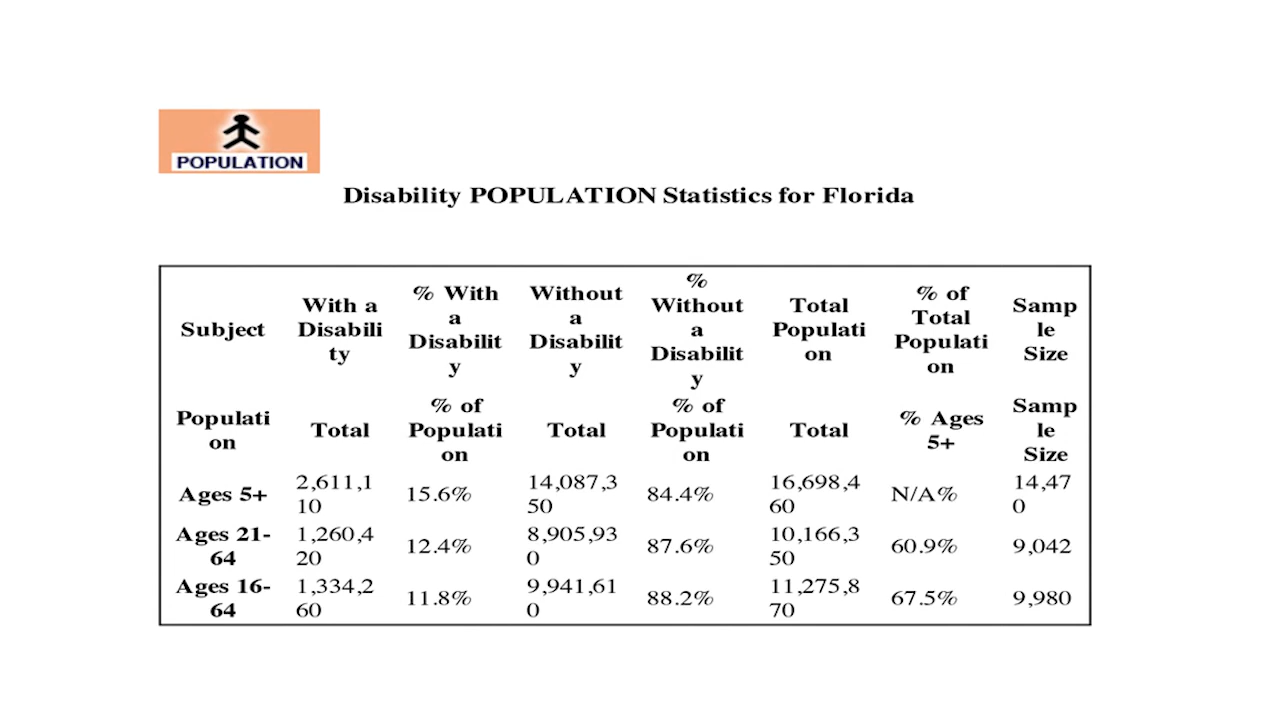 POPULATION
Disability POPULATION Statistics for Florida
Subject With a Disabili ty % With a Disabilit y Without a Disabilit y % Without a Disabilit y Total Populati on % of Total Populati on Samp le Size
Populati on Total % of Populati on Total % of Populati on Total % Ages 5+ Samp le Size
Ages 5+ 2,611,1 10 15.6% 14,087,3 50 84.4% 16,698,4 60 N/A% 14,47 0
Ages 21- 64 1,260,4 20 12.4% 8,905,93 0 87.6% 10,166,3 50 60.9% 9,042
Ages 16- 64 1,334,2 60 11.8% 9,941,61 0 88.2% 11,275,8 70 67.5% 9,980